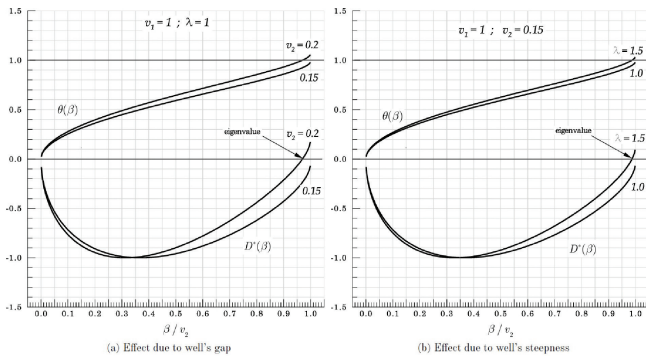 v₁ = 1 ; λ = 1
v₂ = 0.2
0.15
θ(β)
eigenvalue
v₂ = 0.2
0.15
D*(β)
1.5
1.0
0.5
0.0
-0.5
-1.0
-1.5
0.0 0.1 0.2 0.3 0.4 0.5 0.6 0.7 0.8 0.9 1.0
β / v₂
(a) Effect due to well's gap
v₁ = 1 ; v₂ = 0.15
λ = 1.5
1.0
θ(β)
eigenvalue
λ = 1.5
1.0
D*(β)
1.5
1.0
0.5
0.0
-0.5
-1.0
-1.5
0.0 0.1 0.2 0.3 0.4 0.5 0.6 0.7 0.8 0.9 1.0
β / v₂
(b) Effect due to well's steepness